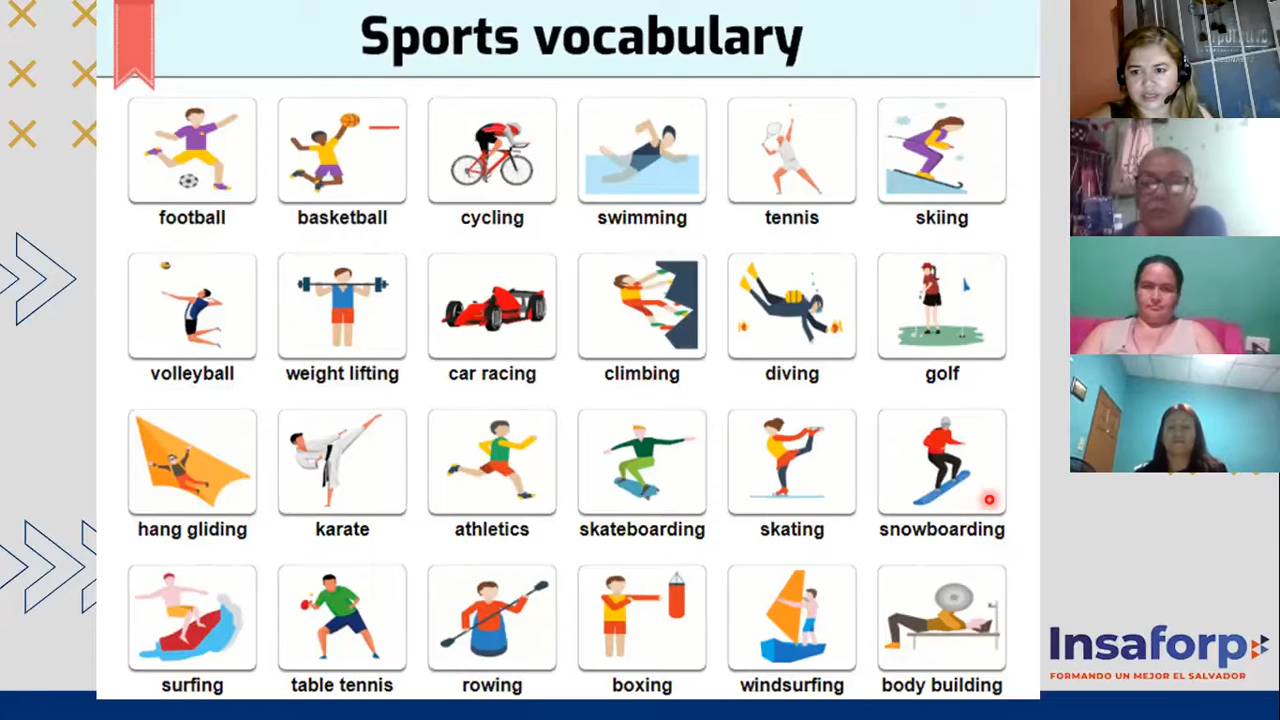 Sports vocabulary
football basketball cycling swimming tennis skiing
volleyball weight lifting car racing climbing diving golf
hang gliding karate athletics skateboarding skating snowboarding
surfing table tennis rowing boxing windsurfing body building
Insaforp
FORMANDO UN MEJOR EL SALVADOR